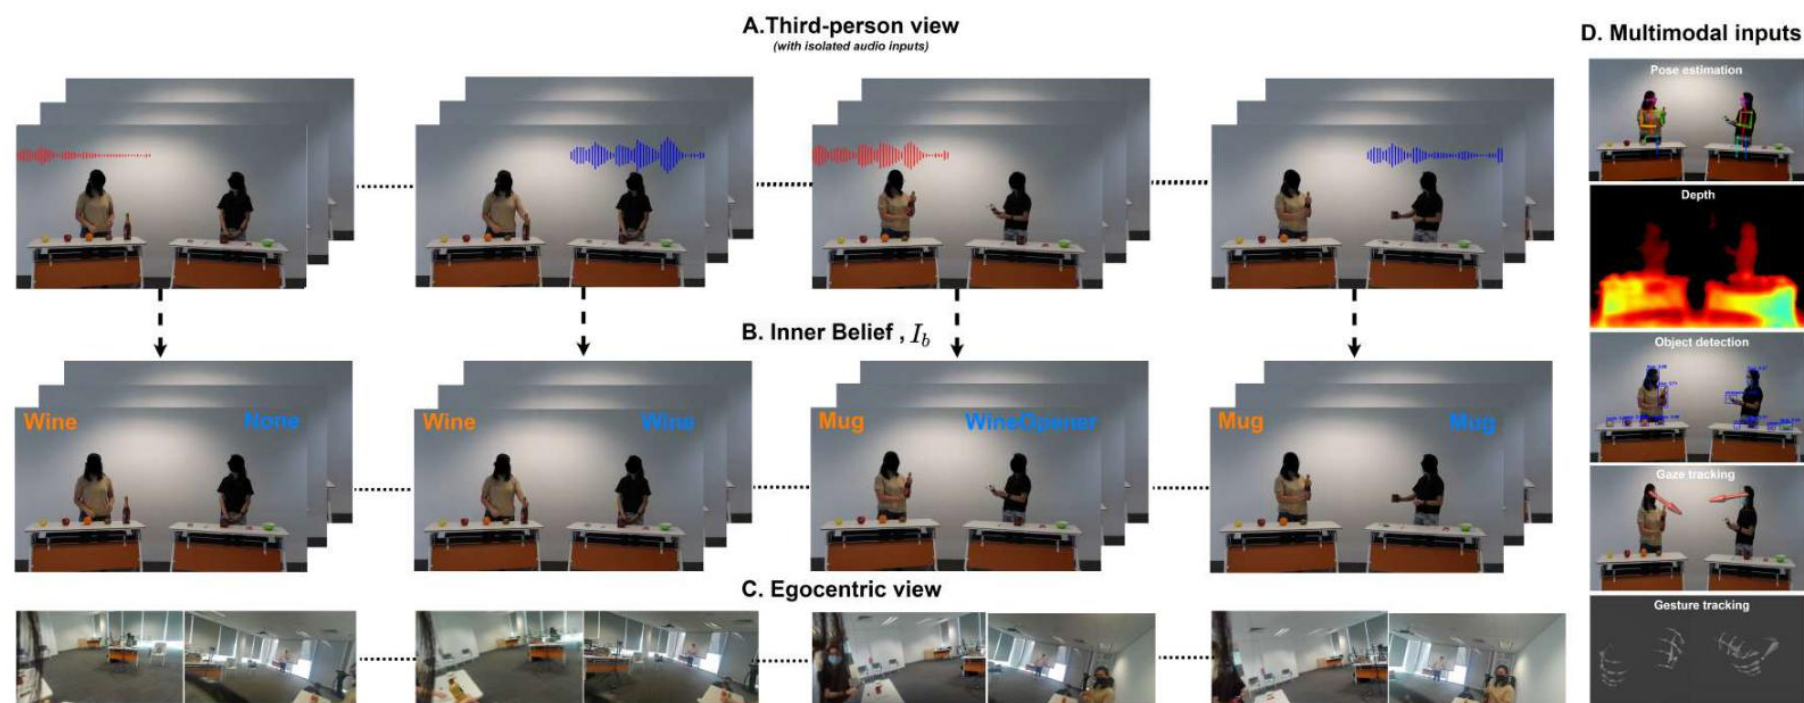 A.Third-person view
(with isolated audio inputs)
D. Multimodal inputs
Pose estimation
Depth
B. Inner Belief , I_b
Object detection
Wine
None
Wine
Wine
Mug
WineOpener
Mug
Mug
Gaze tracking
C. Egocentric view
Gesture tracking